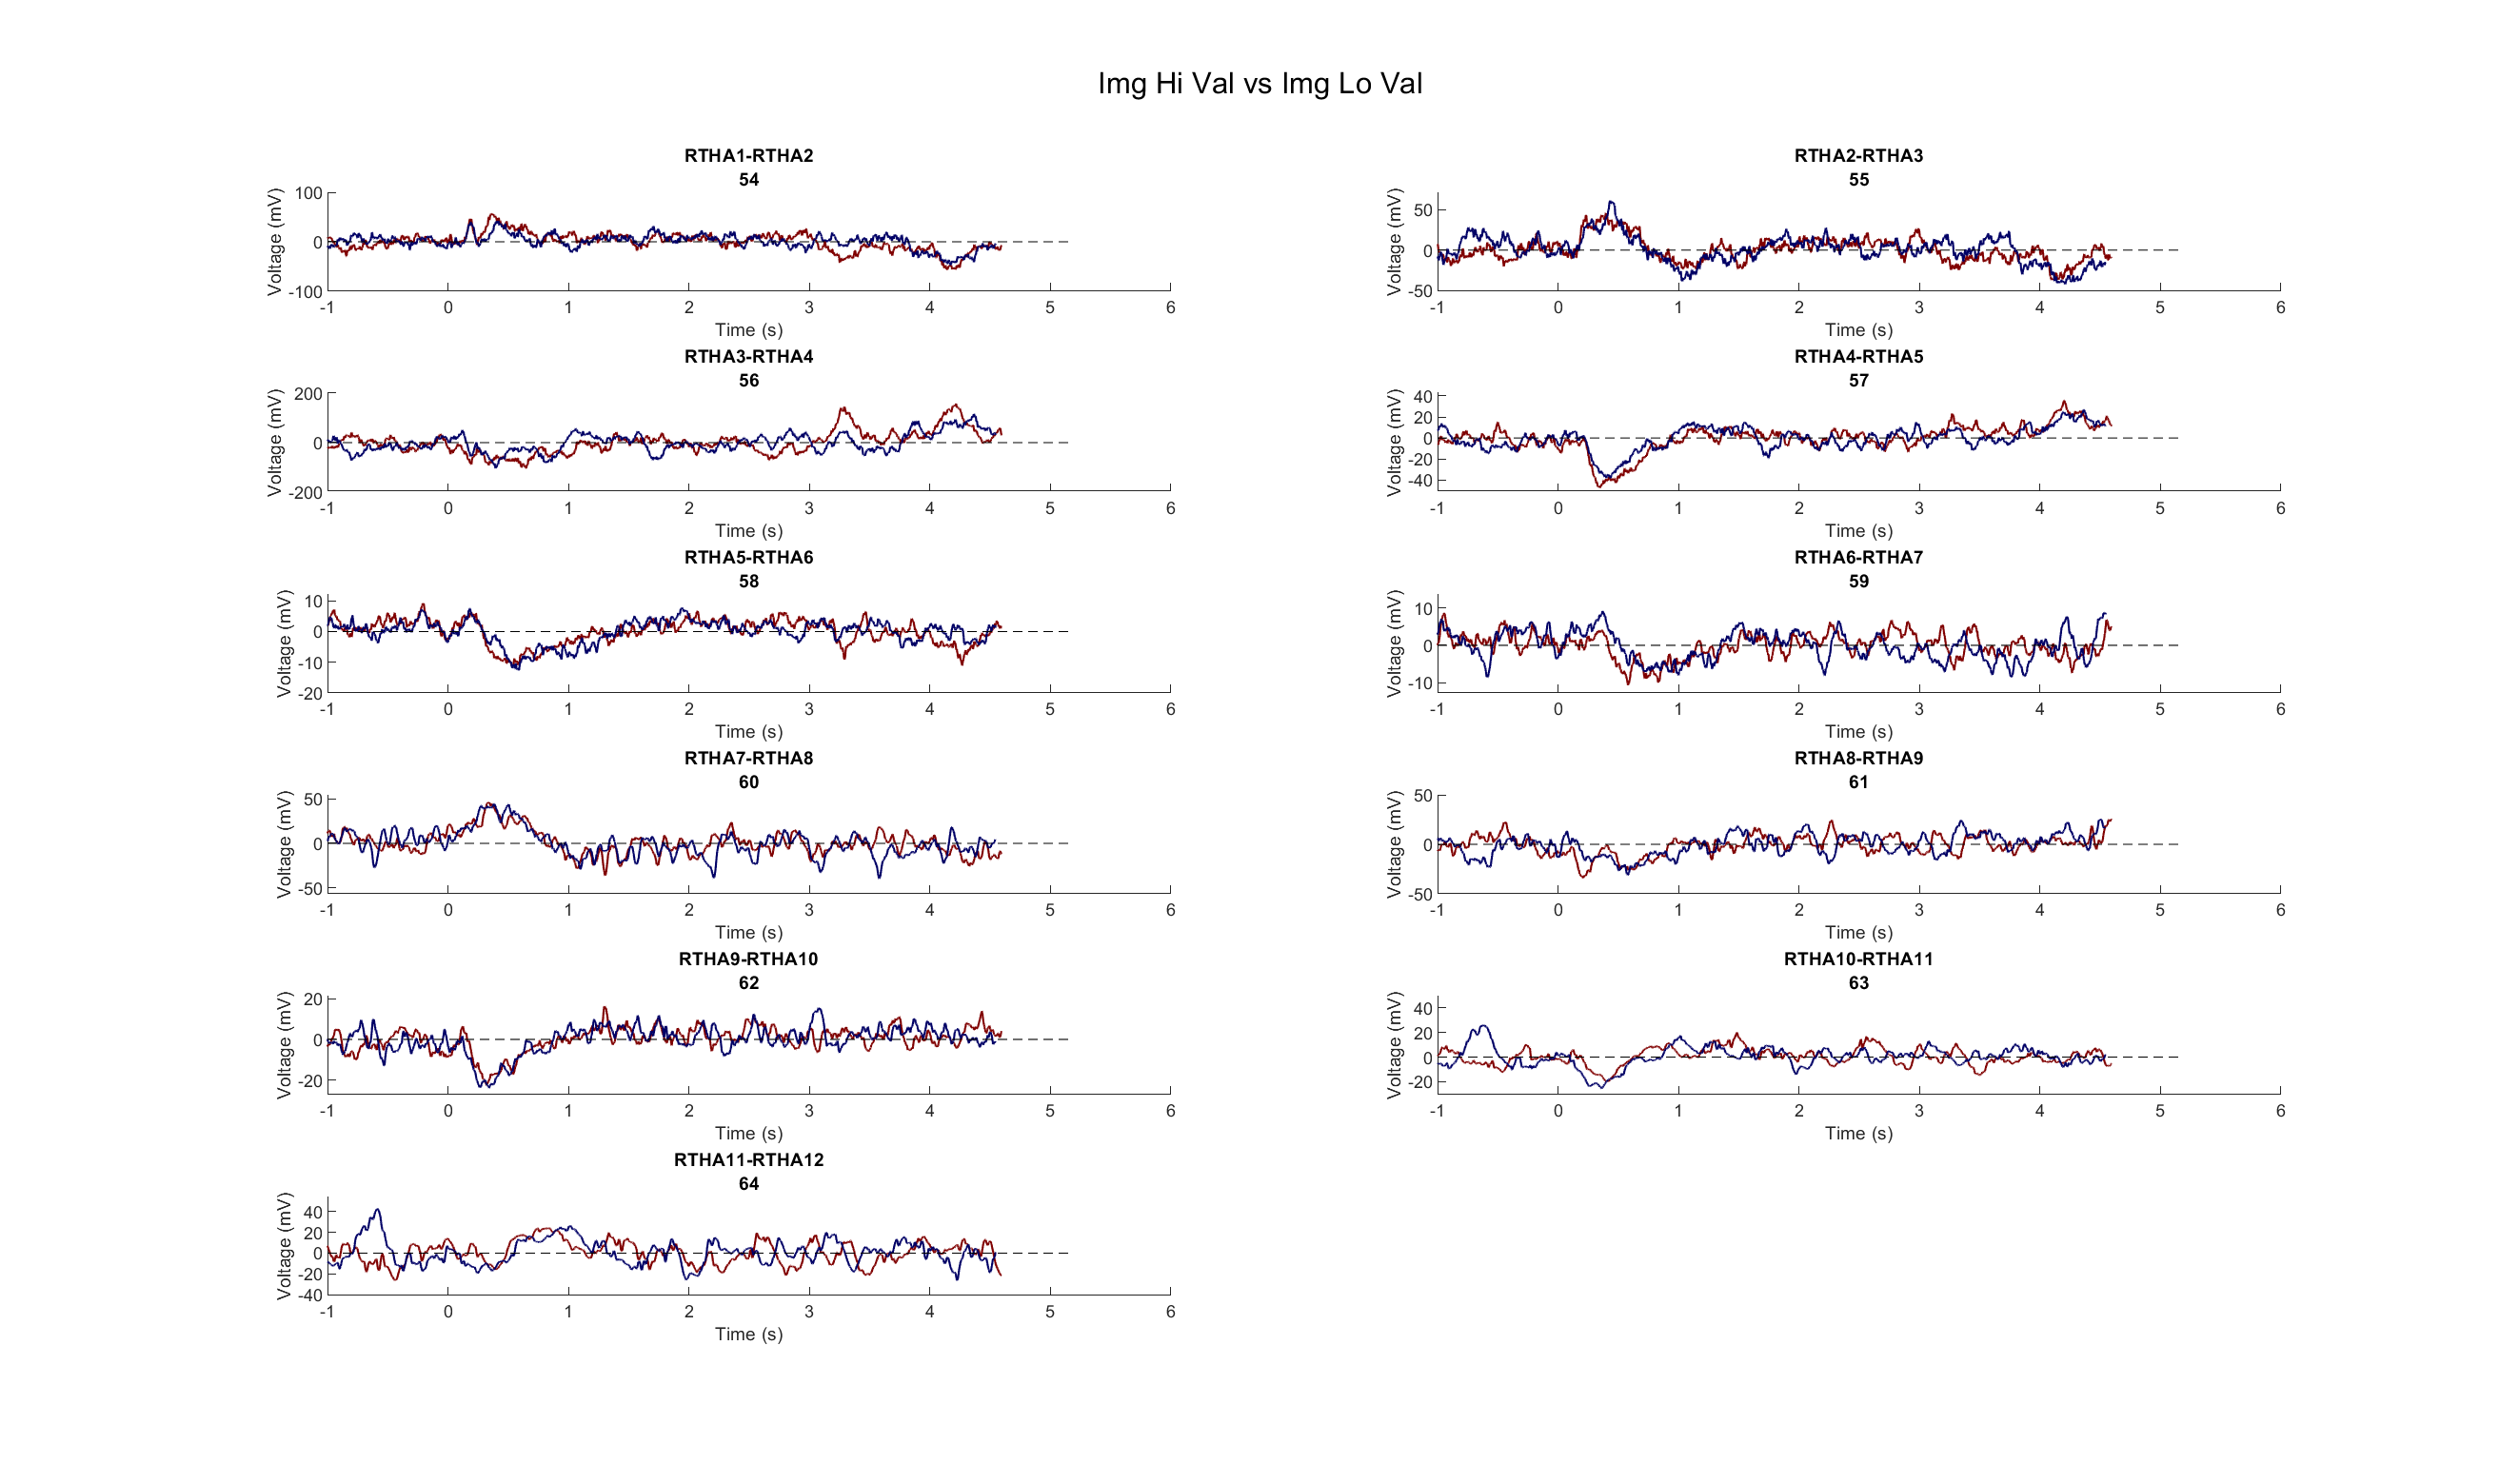 Img Hi Val vs Img Lo Val
RTHA1-RTHA2
54
Voltage (mV)
100
0
-100
-1 0 1 2 3 4 5 6
Time (s)
RTHA2-RTHA3
55
Voltage (mV)
50
0
-50
-1 0 1 2 3 4 5 6
Time (s)
RTHA3-RTHA4
56
Voltage (mV)
200
0
-200
-1 0 1 2 3 4 5 6
Time (s)
RTHA4-RTHA5
57
Voltage (mV)
40
20
0
-20
-40
-1 0 1 2 3 4 5 6
Time (s)
RTHA5-RTHA6
58
Voltage (mV)
10
0
-10
-20
-1 0 1 2 3 4 5 6
Time (s)
RTHA6-RTHA7
59
Voltage (mV)
10
0
-10
-1 0 1 2 3 4 5 6
Time (s)
RTHA7-RTHA8
60
Voltage (mV)
50
0
-50
-1 0 1 2 3 4 5 6
Time (s)
RTHA8-RTHA9
61
Voltage (mV)
50
0
-50
-1 0 1 2 3 4 5 6
Time (s)
RTHA9-RTHA10
62
Voltage (mV)
20
0
-20
-1 0 1 2 3 4 5 6
Time (s)
RTHA10-RTHA11
63
Voltage (mV)
40
20
0
-20
-1 0 1 2 3 4 5 6
Time (s)
RTHA11-RTHA12
64
Voltage (mV)
40
20
0
-20
-40
-1 0 1 2 3 4 5 6
Time (s)